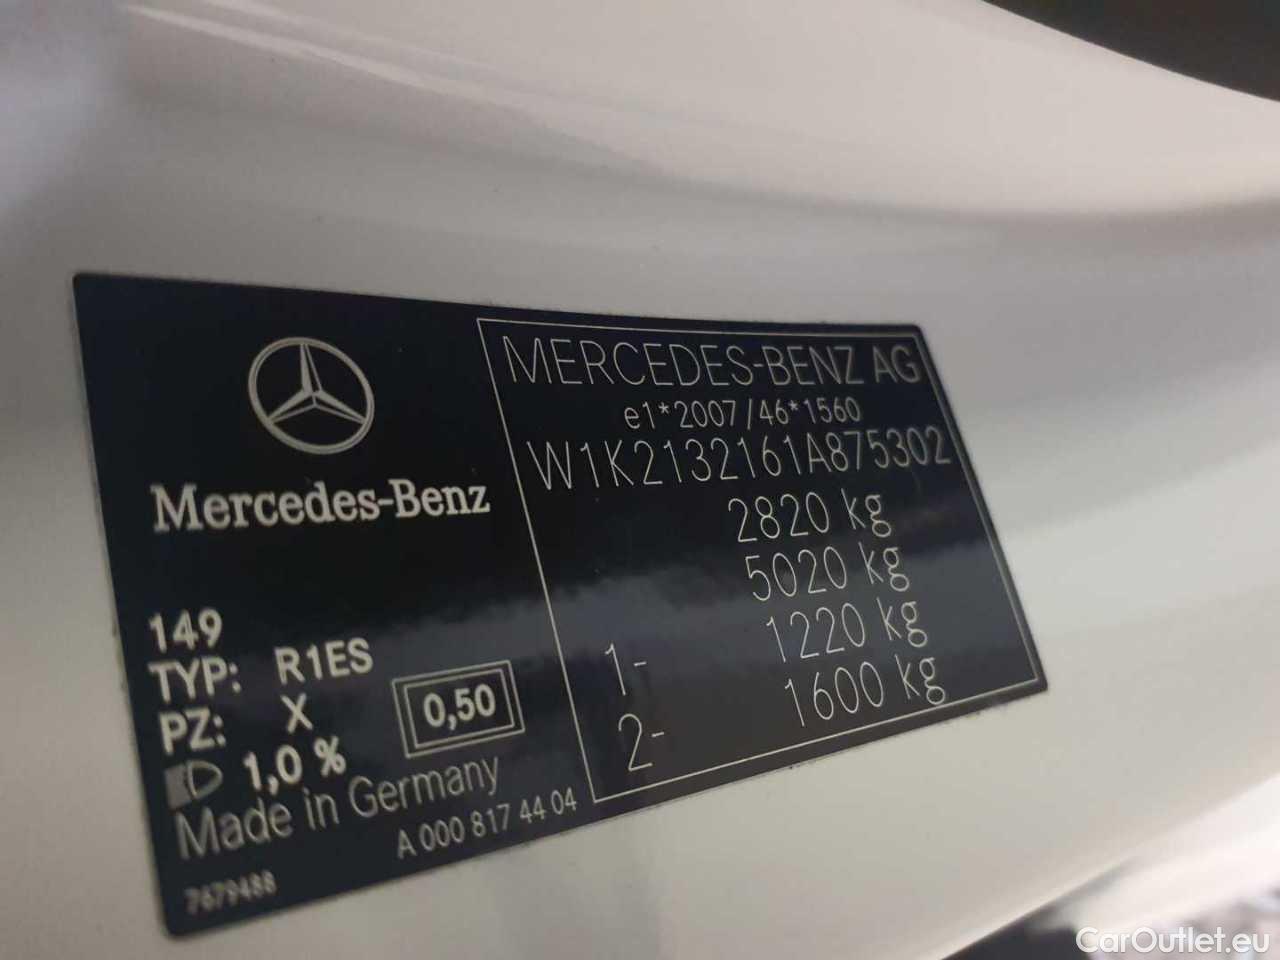 MERCEDES-BENZ AG
e1*2007/46*1560
W1K2132161A875302
2820 kg
5020 kg
1- 1220 kg
2- 1600 kg
Mercedes-Benz
149
TYP: R1ES
PZ: X
1,0 %
0,50
Made in Germany
A 000 817 44 04
7679488
CarOutlet.eu